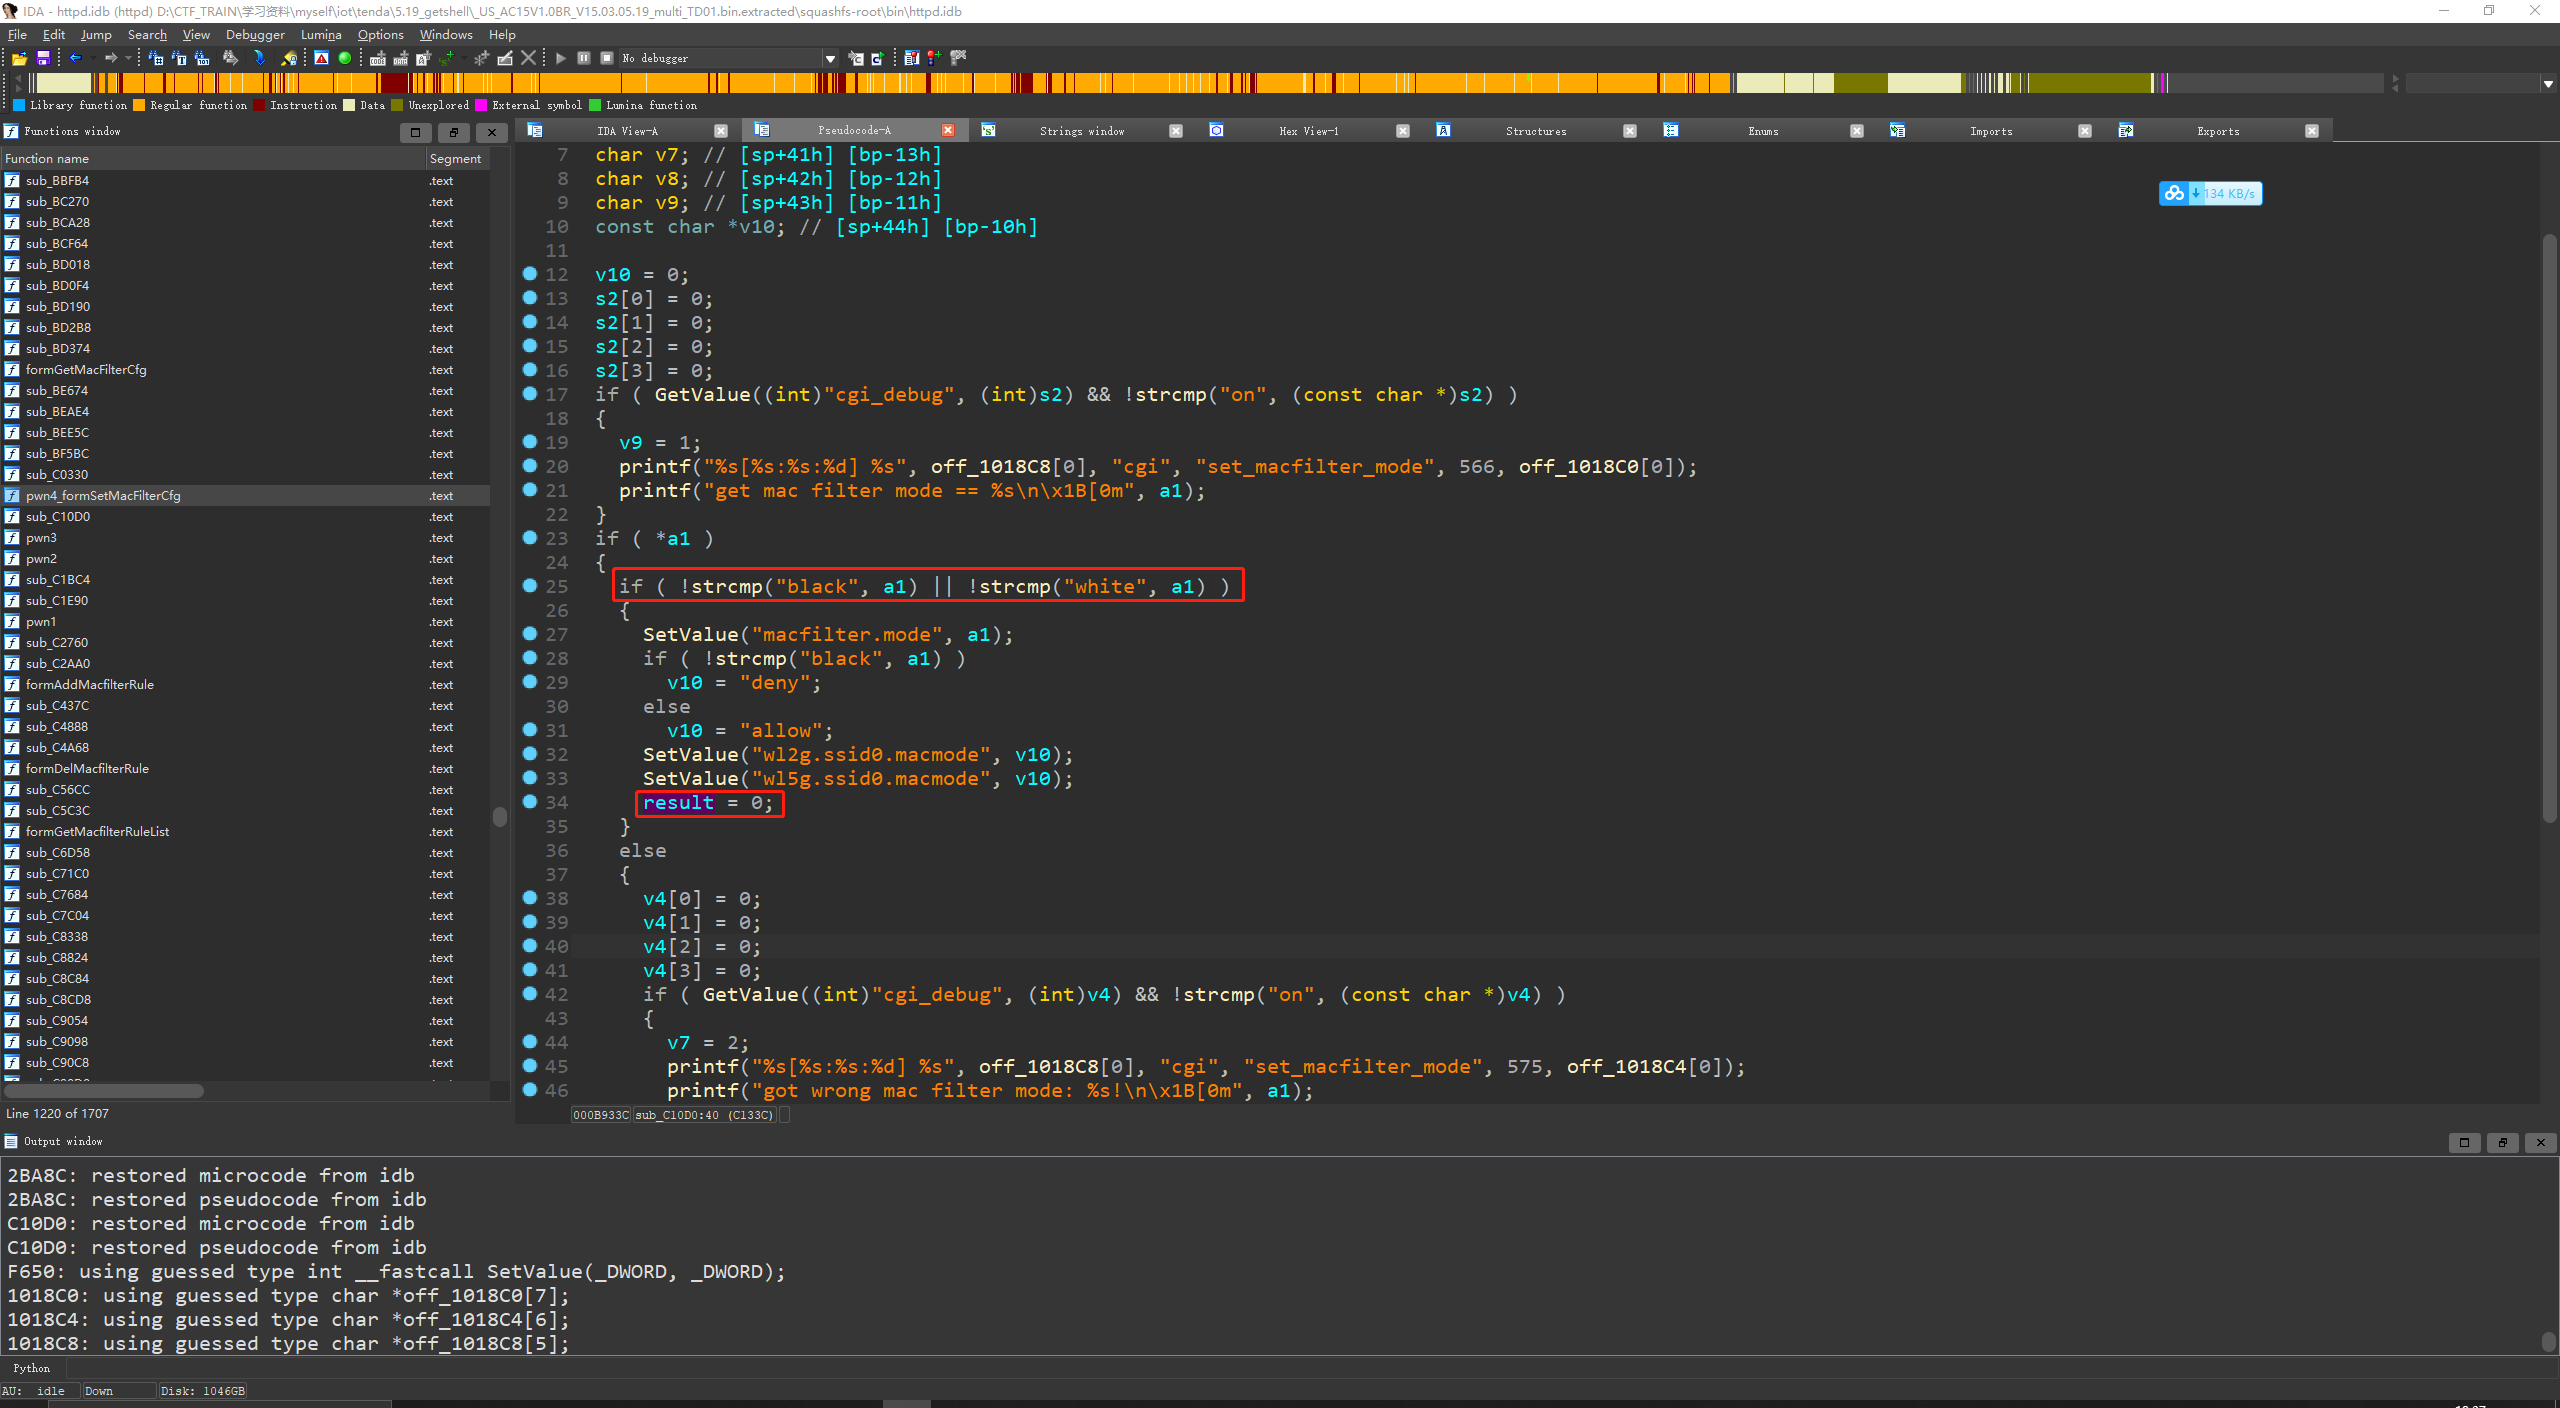 IDA - httpd.idb (httpd) D:\CTF_TRAIN\学习资料\myself\iot\tenda\5.19_getshell\_US_AC15V1.0BR_V15.03.05.19_multi_TD01.bin.extracted\squashfs-root\bin\httpd.idb
File Edit Jump Search View Debugger Lumina Options Windows Help
No debugger
Library function Regular function Instruction Data Unexplored External symbol Lumina function
Functions window
Function name Segment
sub_BBFB4 .text
sub_BC270 .text
sub_BCA28 .text
sub_BCF64 .text
sub_BD018 .text
sub_BD0F4 .text
sub_BD190 .text
sub_BD2B8 .text
sub_BD374 .text
formGetMacFilterCfg .text
sub_BE674 .text
sub_BEAE4 .text
sub_BEE5C .text
sub_BF5BC .text
sub_C0330 .text
pwn4_formSetMacFilterCfg .text
sub_C10D0 .text
pwn3 .text
pwn2 .text
sub_C1BC4 .text
sub_C1E90 .text
pwn1 .text
sub_C2760 .text
sub_C2AA0 .text
formAddMacfilterRule .text
sub_C437C .text
sub_C4888 .text
sub_C4A68 .text
formDelMacfilterRule .text
sub_C56CC .text
sub_C5C3C .text
formGetMacfilterRuleList .text
sub_C6D58 .text
sub_C71C0 .text
sub_C7684 .text
sub_C7C04 .text
sub_C8338 .text
sub_C8824 .text
sub_C8C84 .text
sub_C8CD8 .text
sub_C9054 .text
sub_C9098 .text
sub_C90C8 .text
Line 1220 of 1707
IDA View-A Pseudocode-A Strings window Hex View-1 Structures Enums Imports Exports
134 KB/s
7 char v7; // [sp+41h] [bp-13h]
8 char v8; // [sp+42h] [bp-12h]
9 char v9; // [sp+43h] [bp-11h]
10 const char *v10; // [sp+44h] [bp-10h]
11
12 v10 = 0;
13 s2[0] = 0;
14 s2[1] = 0;
15 s2[2] = 0;
16 s2[3] = 0;
17 if ( GetValue((int)"cgi_debug", (int)s2) && !strcmp("on", (const char *)s2) )
18 {
19 v9 = 1;
20 printf("%s[%s:%s:%d] %s", off_1018C8[0], "cgi", "set_macfilter_mode", 566, off_1018C0[0]);
21 printf("get mac filter mode == %s\n\x1B[0m", a1);
22 }
23 if ( *a1 )
24 {
25 if ( !strcmp("black", a1) || !strcmp("white", a1) )
26 {
27 SetValue("macfilter.mode", a1);
28 if ( !strcmp("black", a1) )
29 v10 = "deny";
30 else
31 v10 = "allow";
32 SetValue("wl2g.ssid0.macmode", v10);
33 SetValue("wl5g.ssid0.macmode", v10);
34 result = 0;
35 }
36 else
37 {
38 v4[0] = 0;
39 v4[1] = 0;
40 v4[2] = 0;
41 v4[3] = 0;
42 if ( GetValue((int)"cgi_debug", (int)v4) && !strcmp("on", (const char *)v4) )
43 {
44 v7 = 2;
45 printf("%s[%s:%s:%d] %s", off_1018C8[0], "cgi", "set_macfilter_mode", 575, off_1018C4[0]);
46 printf("got wrong mac filter mode: %s!\n\x1B[0m", a1);
000B933C sub_C10D0:40 (C133C)
Output window
2BA8C: restored microcode from idb
2BA8C: restored pseudocode from idb
C10D0: restored microcode from idb
C10D0: restored pseudocode from idb
F650: using guessed type int __fastcall SetValue(_DWORD, _DWORD);
1018C0: using guessed type char *off_1018C0[7];
1018C4: using guessed type char *off_1018C4[6];
1018C8: using guessed type char *off_1018C8[5];
Python
AU: idle Down Disk: 1046GB